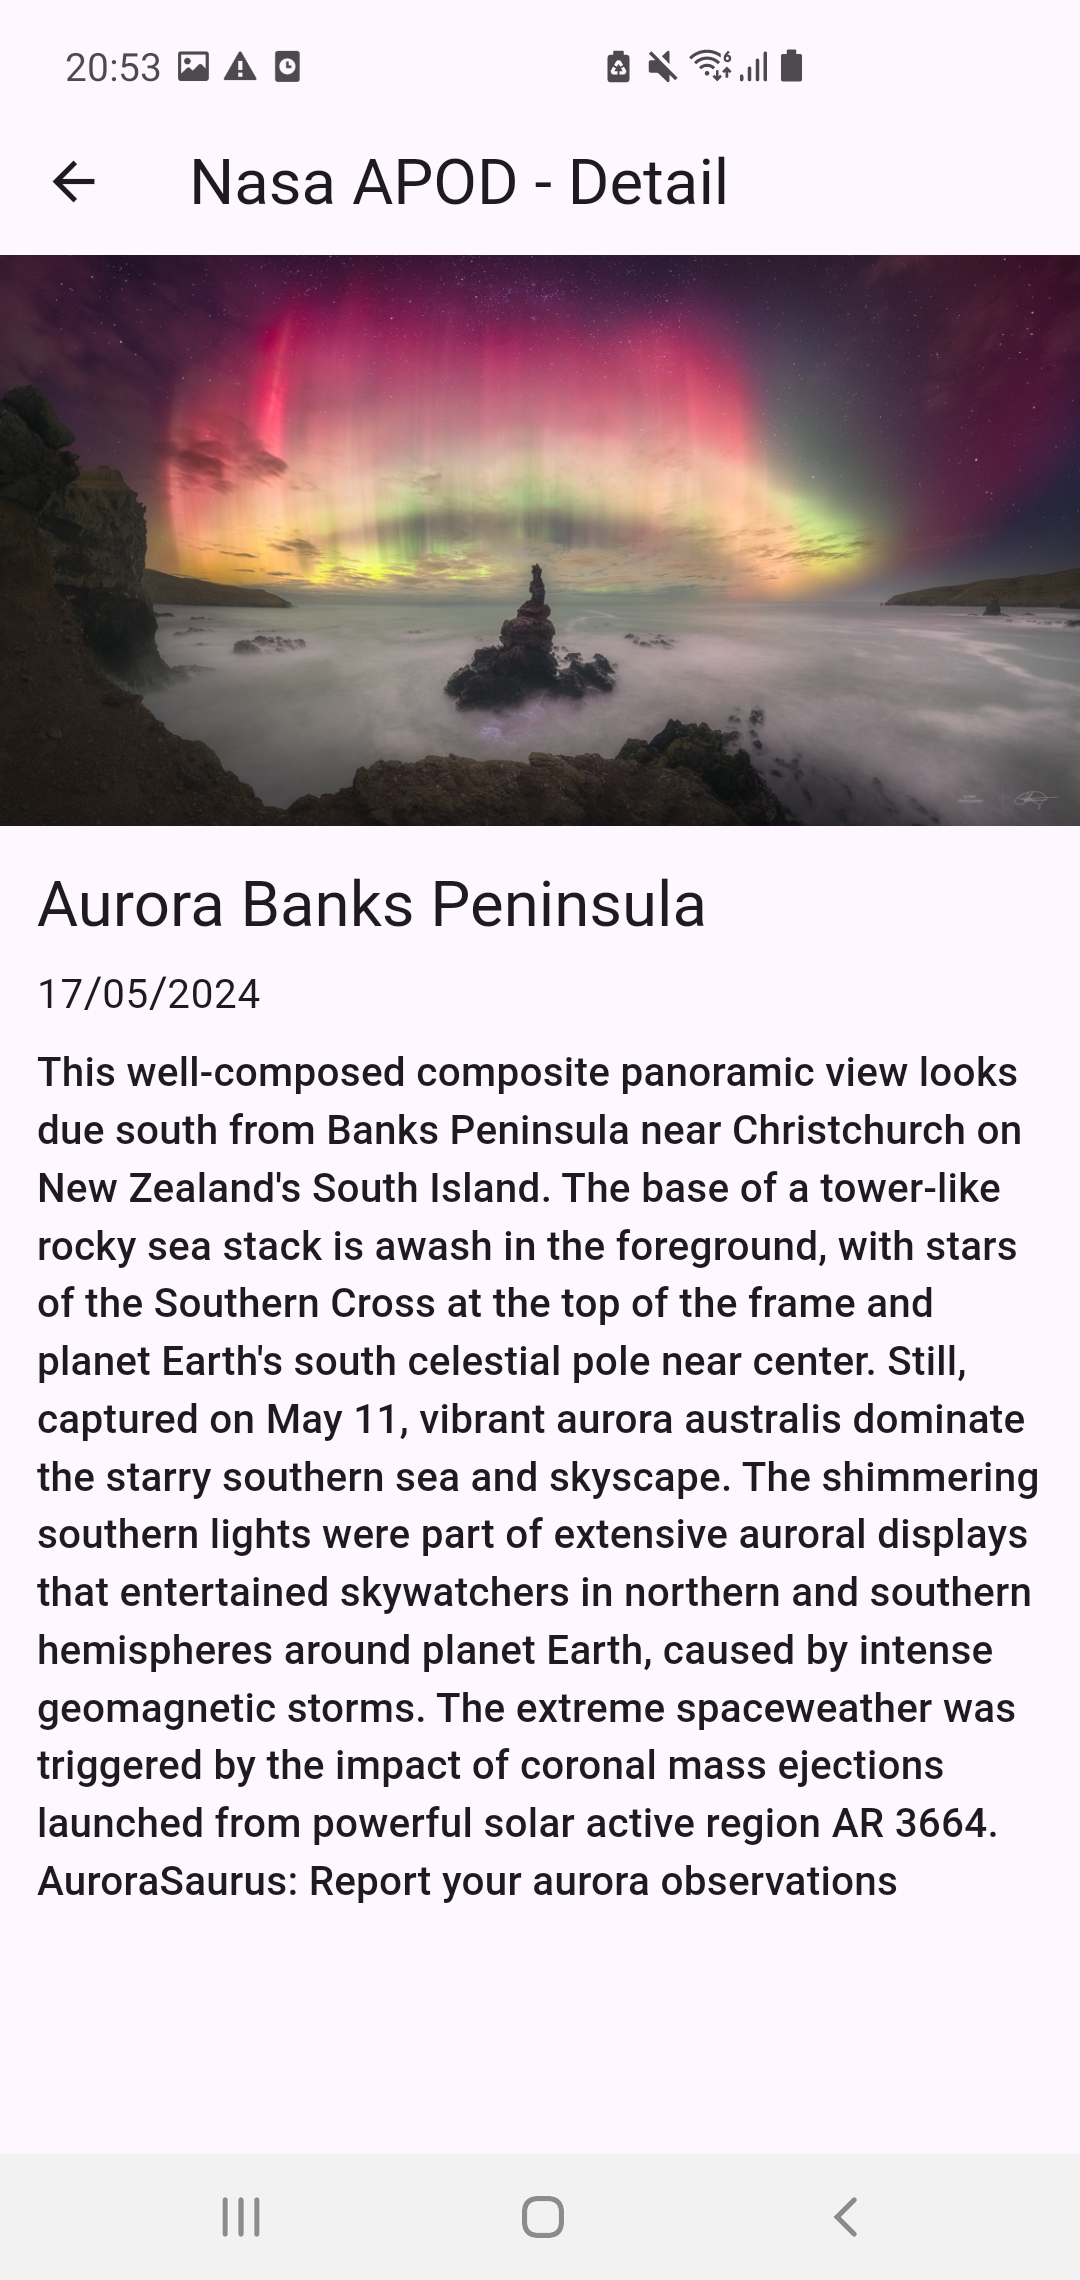 20:53
6
Nasa APOD - Detail
Aurora Banks Peninsula
17/05/2024
This well-composed composite panoramic view looks
due south from Banks Peninsula near Christchurch on
New Zealand's South Island. The base of a tower-like
rocky sea stack is awash in the foreground, with stars
of the Southern Cross at the top of the frame and
planet Earth's south celestial pole near center. Still,
captured on May 11, vibrant aurora australis dominate
the starry southern sea and skyscape. The shimmering
southern lights were part of extensive auroral displays
that entertained skywatchers in northern and southern
hemispheres around planet Earth, caused by intense
geomagnetic storms. The extreme spaceweather was
triggered by the impact of coronal mass ejections
launched from powerful solar active region AR 3664.
AuroraSaurus: Report your aurora observations